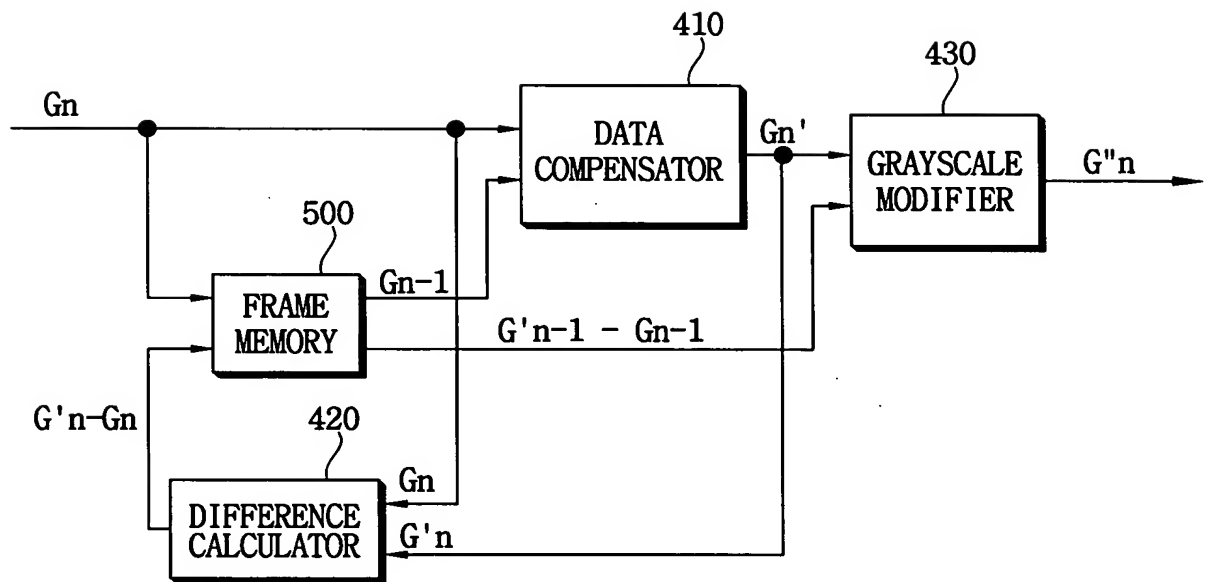 410
430
Gn
DATA
COMPENSATOR
Gn'
GRAYSCALE
MODIFIER
G"n
500
FRAME
MEMORY
Gn-1
G'n-1 - Gn-1
G'n-Gn
420
DIFFERENCE
CALCULATOR
Gn
G'n